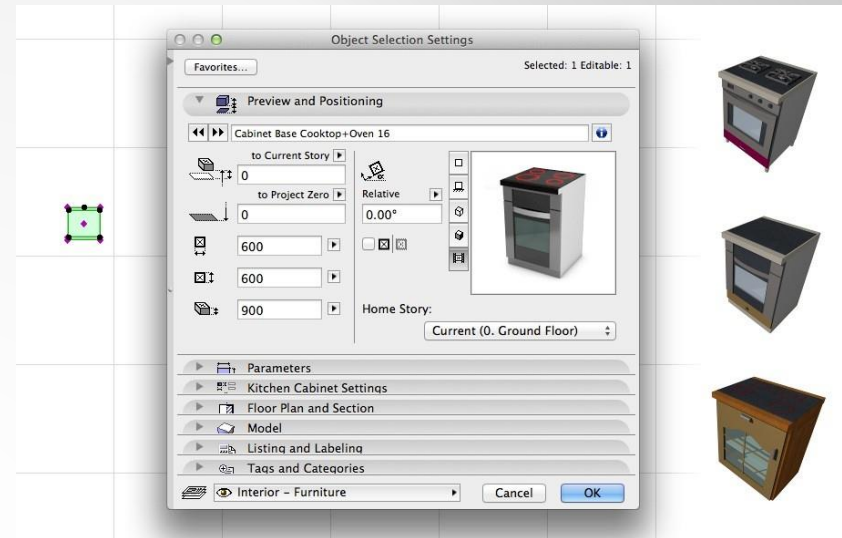 Object Selection Settings
Favorites...
Selected: 1 Editable: 1
Preview and Positioning
Cabinet Base Cooktop+Oven 16
to Current Story
0
to Project Zero
0
Relative
0.00°
600
600
900
Home Story:
Current (0. Ground Floor)
Parameters
Kitchen Cabinet Settings
Floor Plan and Section
Model
Listing and Labeling
Tags and Categories
Interior - Furniture
Cancel
OK